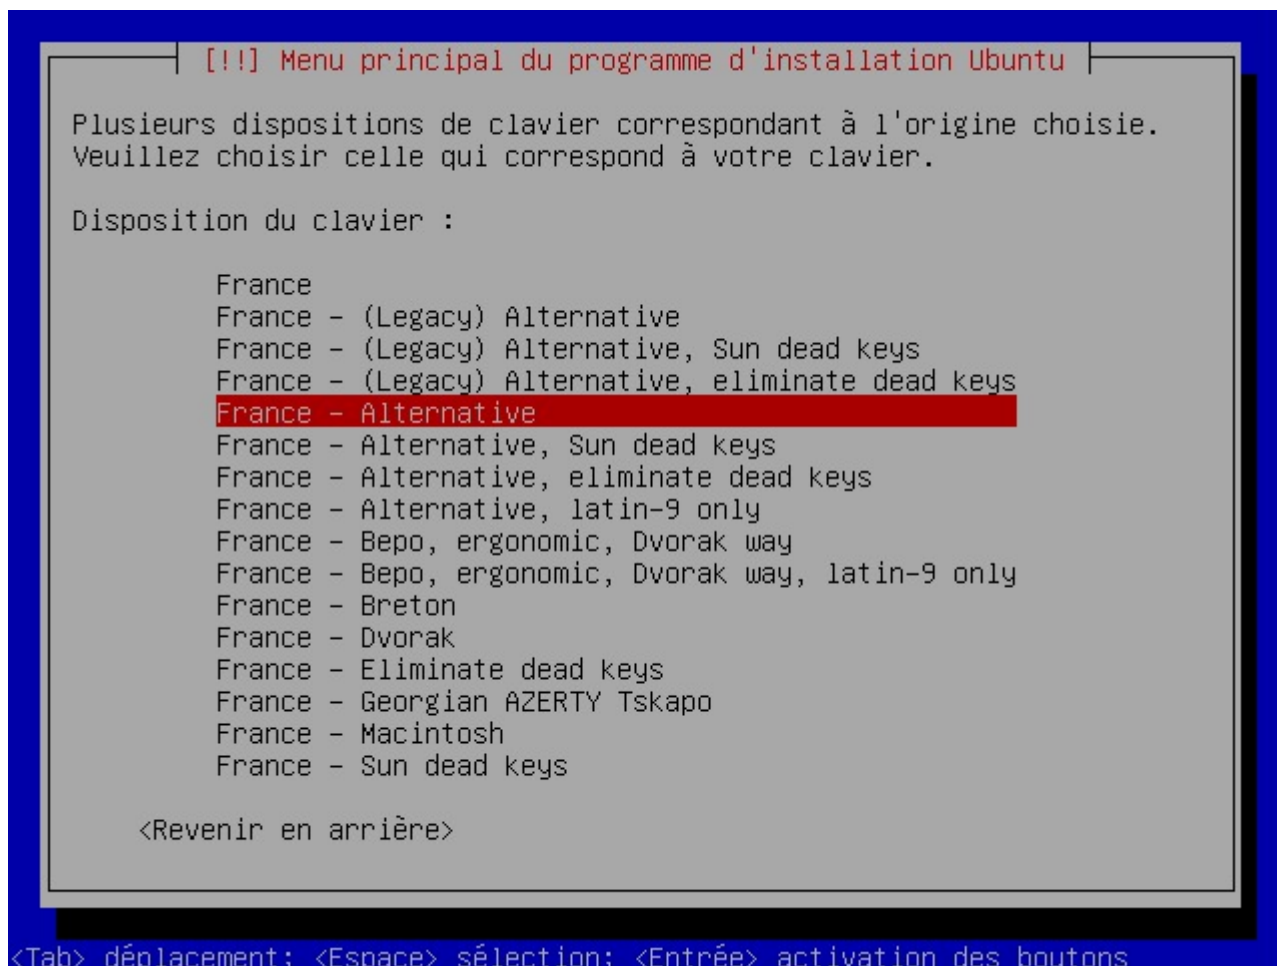 [!!] Menu principal du programme d'installation Ubuntu
Plusieurs dispositions de clavier correspondant à l'origine choisie.
Veuillez choisir celle qui correspond à votre clavier.
Disposition du clavier :
France
France - (Legacy) Alternative
France - (Legacy) Alternative, Sun dead keys
France - (Legacy) Alternative, eliminate dead keys
France - Alternative
France - Alternative, Sun dead keys
France - Alternative, eliminate dead keys
France - Alternative, latin-9 only
France - Bepo, ergonomic, Dvorak way
France - Bepo, ergonomic, Dvorak way, latin-9 only
France - Breton
France - Dvorak
France - Eliminate dead keys
France - Georgian AZERTY Tskapo
France - Macintosh
France - Sun dead keys
<Revenir en arrière>
<Tab> déplacement; <Espace> sélection; <Entrée> activation des boutons